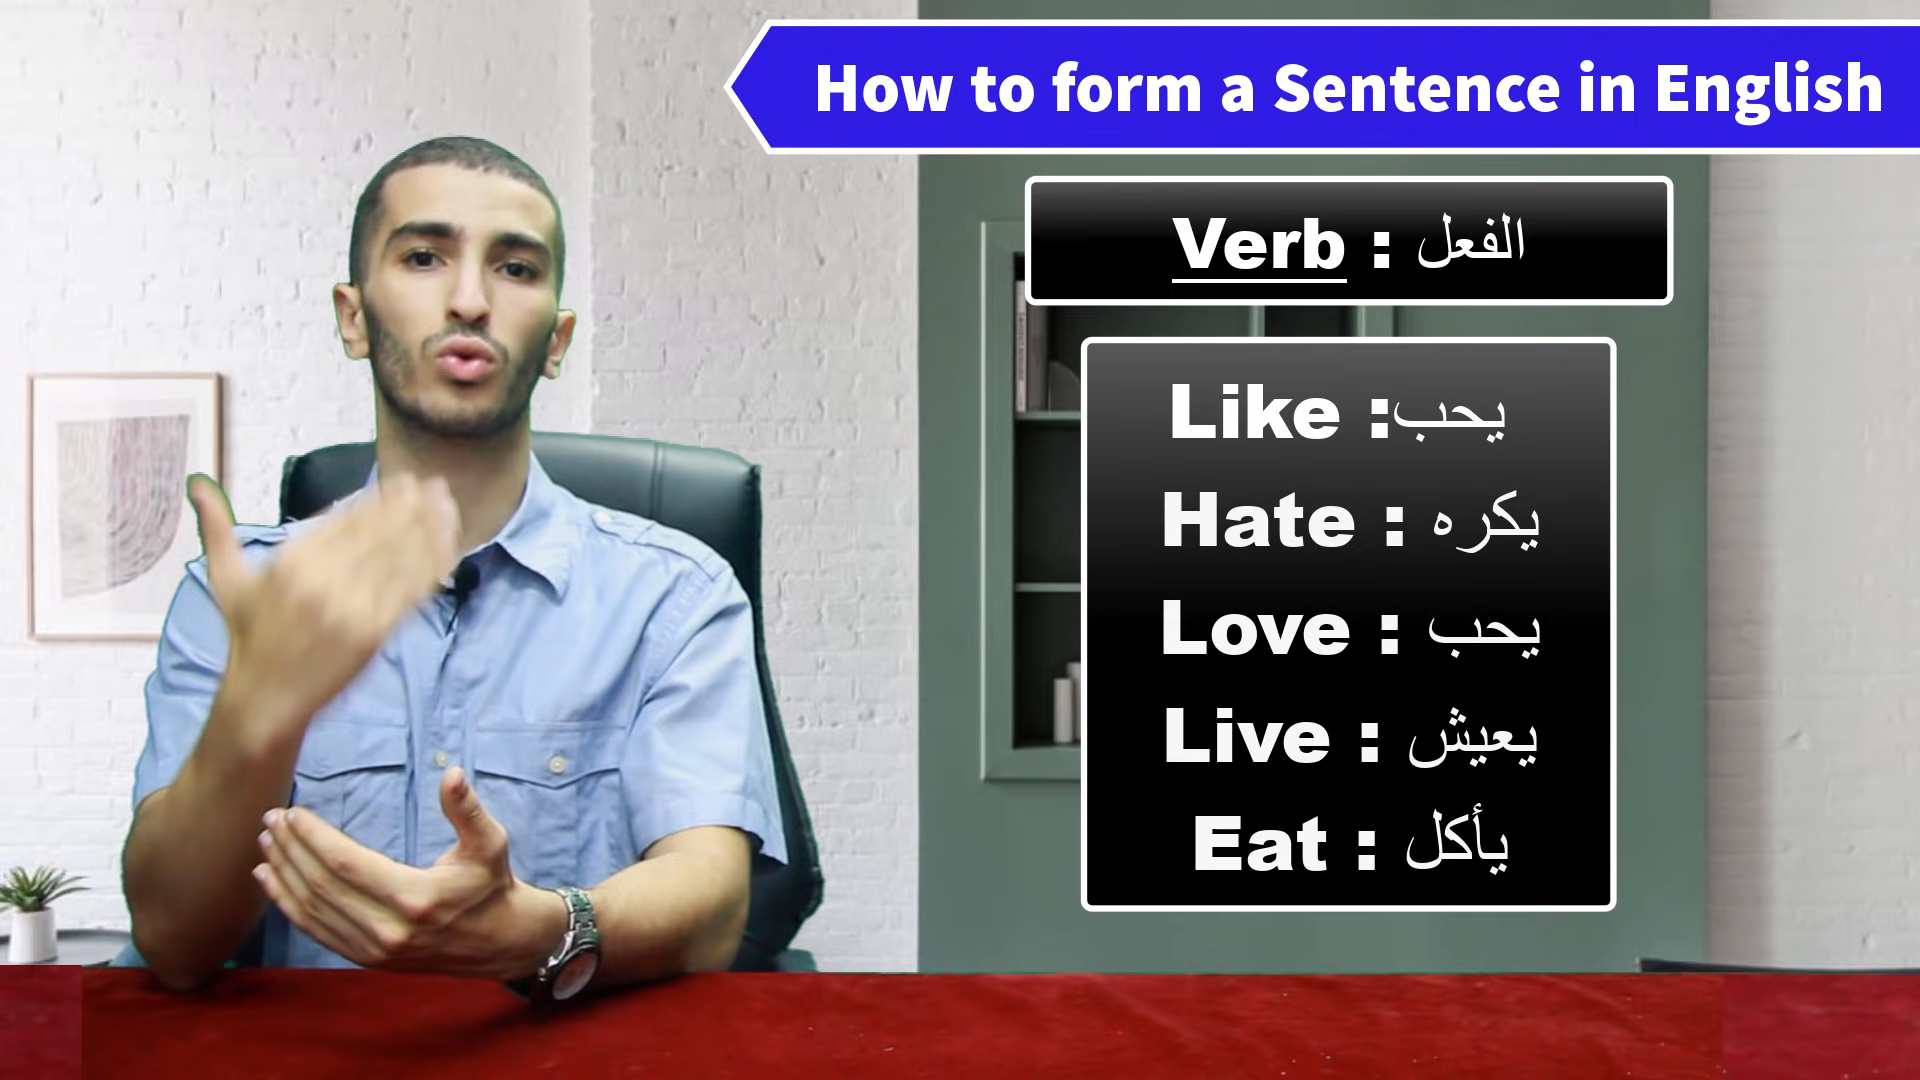 How to form a Sentence in English
Verb : الفعل
Like :يحب
Hate : يكره
Love : يحب
Live : يعيش
Eat : يأكل